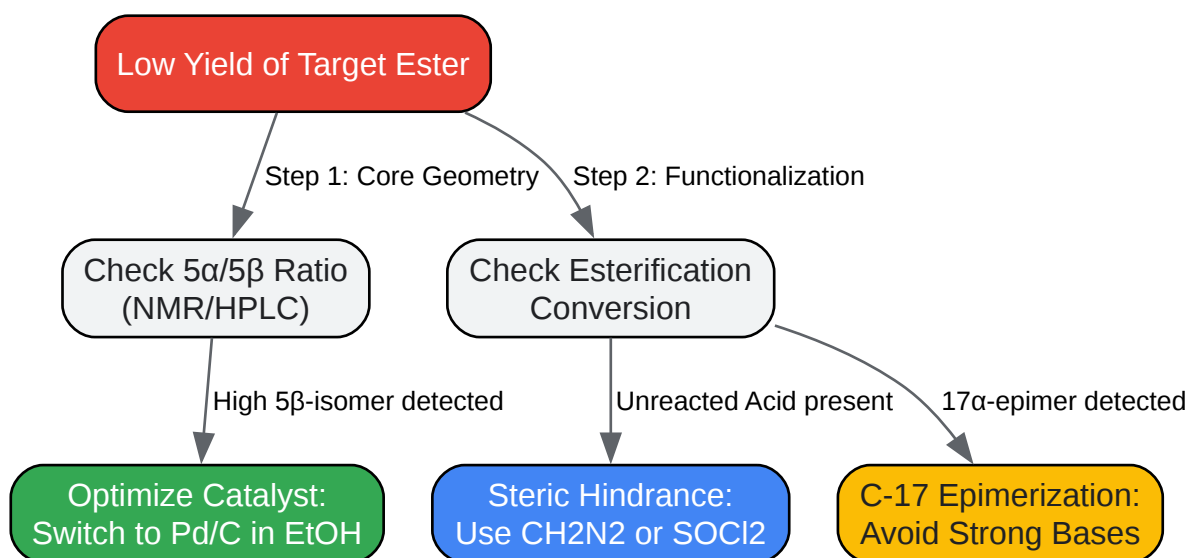 Low Yield of Target Ester
Step 1: Core Geometry
Step 2: Functionalization
Check 5α/5β Ratio
(NMR/HPLC)
Check Esterification
Conversion
High 5β-isomer detected
Unreacted Acid present
17α-epimer detected
Optimize Catalyst:
Switch to Pd/C in EtOH
Steric Hindrance:
Use CH2N2 or SOCl2
C-17 Epimerization:
Avoid Strong Bases